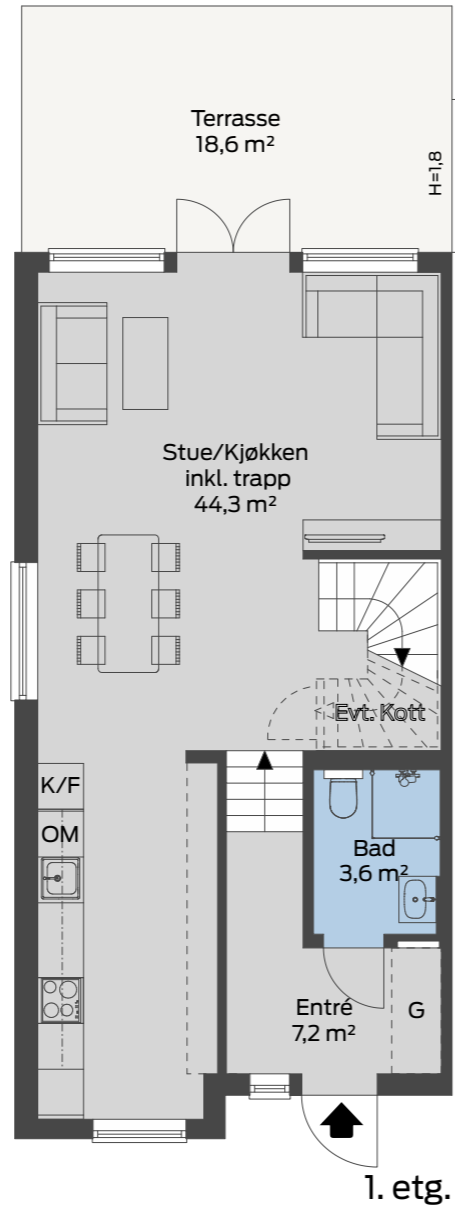 Terrasse
18,6 m²
H=1,8
Stue/Kjøkken
inkl. trapp
44,3 m²
Evt. Kott
K/F
OM
Bad
3,6 m²
Entré
7,2 m²
G
1. etg.